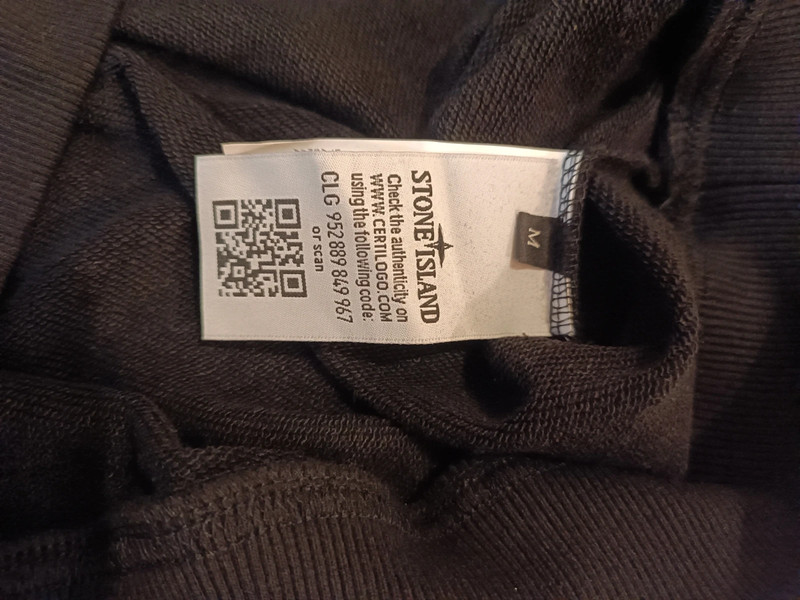 M
STONE ISLAND
Check the authenticity on
WWW.CERTILOGO.COM
using the following code:
CLG 952 889 849 967
or scan